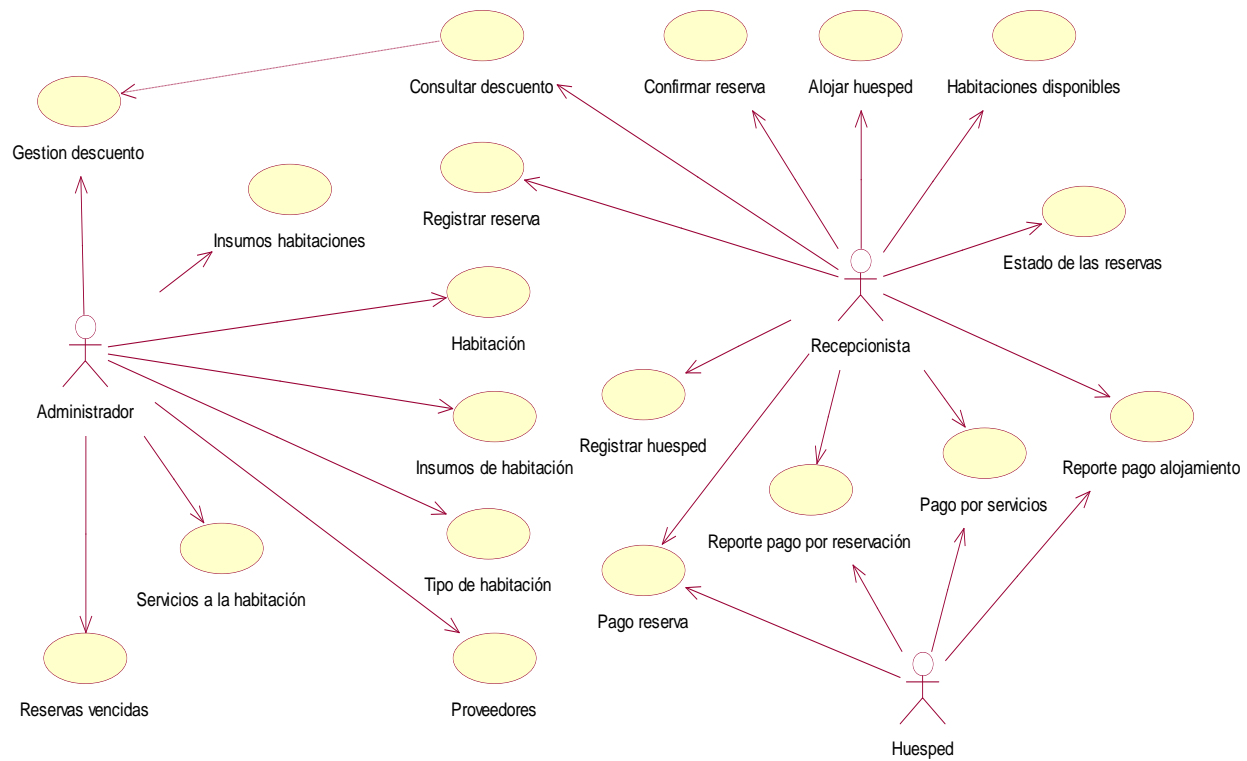 Consultar descuento
Confirmar reserva
Alojar huesped
Habitaciones disponibles
Gestion descuento
Registrar reserva
Insumos habitaciones
Estado de las reservas
Habitación
Recepcionista
Administrador
Registrar huesped
Insumos de habitación
Reporte pago alojamiento
Pago por servicios
Reporte pago por reservación
Tipo de habitación
Servicios a la habitación
Pago reserva
Reservas vencidas
Proveedores
Huesped